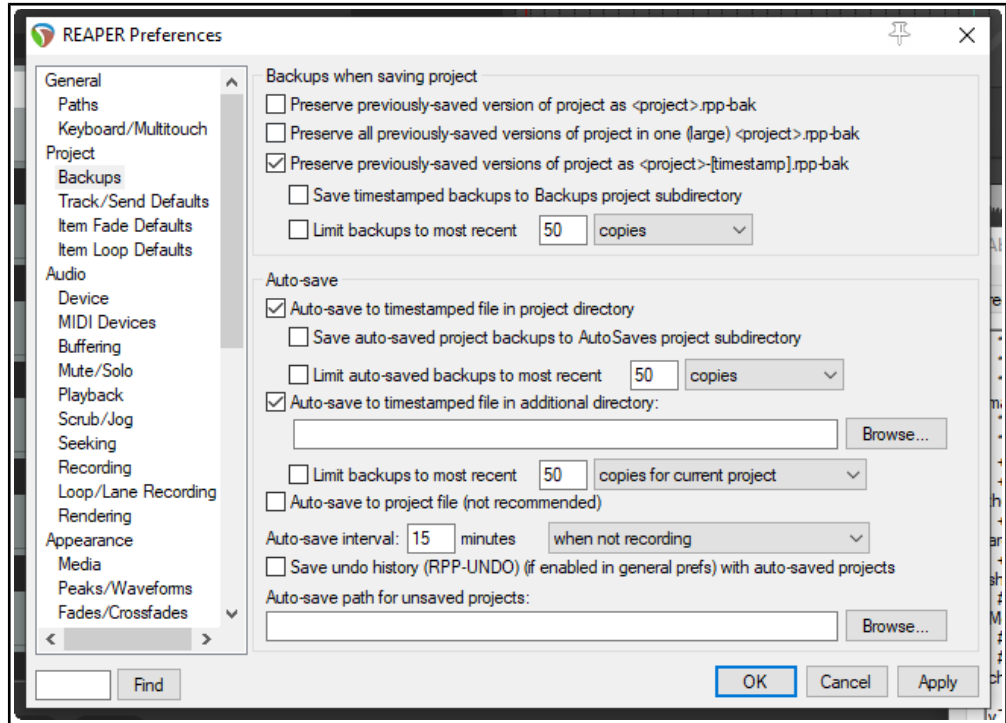 REAPER Preferences
General
Paths
Keyboard/Multitouch
Project
Backups
Track/Send Defaults
Item Fade Defaults
Item Loop Defaults
Audio
Device
MIDI Devices
Buffering
Mute/Solo
Playback
Scrub/Jog
Seeking
Recording
Loop/Lane Recording
Rendering
Appearance
Media
Peaks/Waveforms
Fades/Crossfades
Find
Backups when saving project
Preserve previously-saved version of project as <project>.rpp-bak
Preserve all previously-saved versions of project in one (large) <project>.rpp-bak
Preserve previously-saved versions of project as <project>-[timestamp].rpp-bak
Save timestamped backups to Backups project subdirectory
Limit backups to most recent 50 copies
Auto-save
Auto-save to timestamped file in project directory
Save auto-saved project backups to AutoSaves project subdirectory
Limit auto-saved backups to most recent 50 copies
Auto-save to timestamped file in additional directory:
Browse...
Limit backups to most recent 50 copies for current project
Auto-save to project file (not recommended)
Auto-save interval: 15 minutes when not recording
Save undo history (RPP-UNDO) (if enabled in general prefs) with auto-saved projects
Auto-save path for unsaved projects:
Browse...
OK Cancel Apply